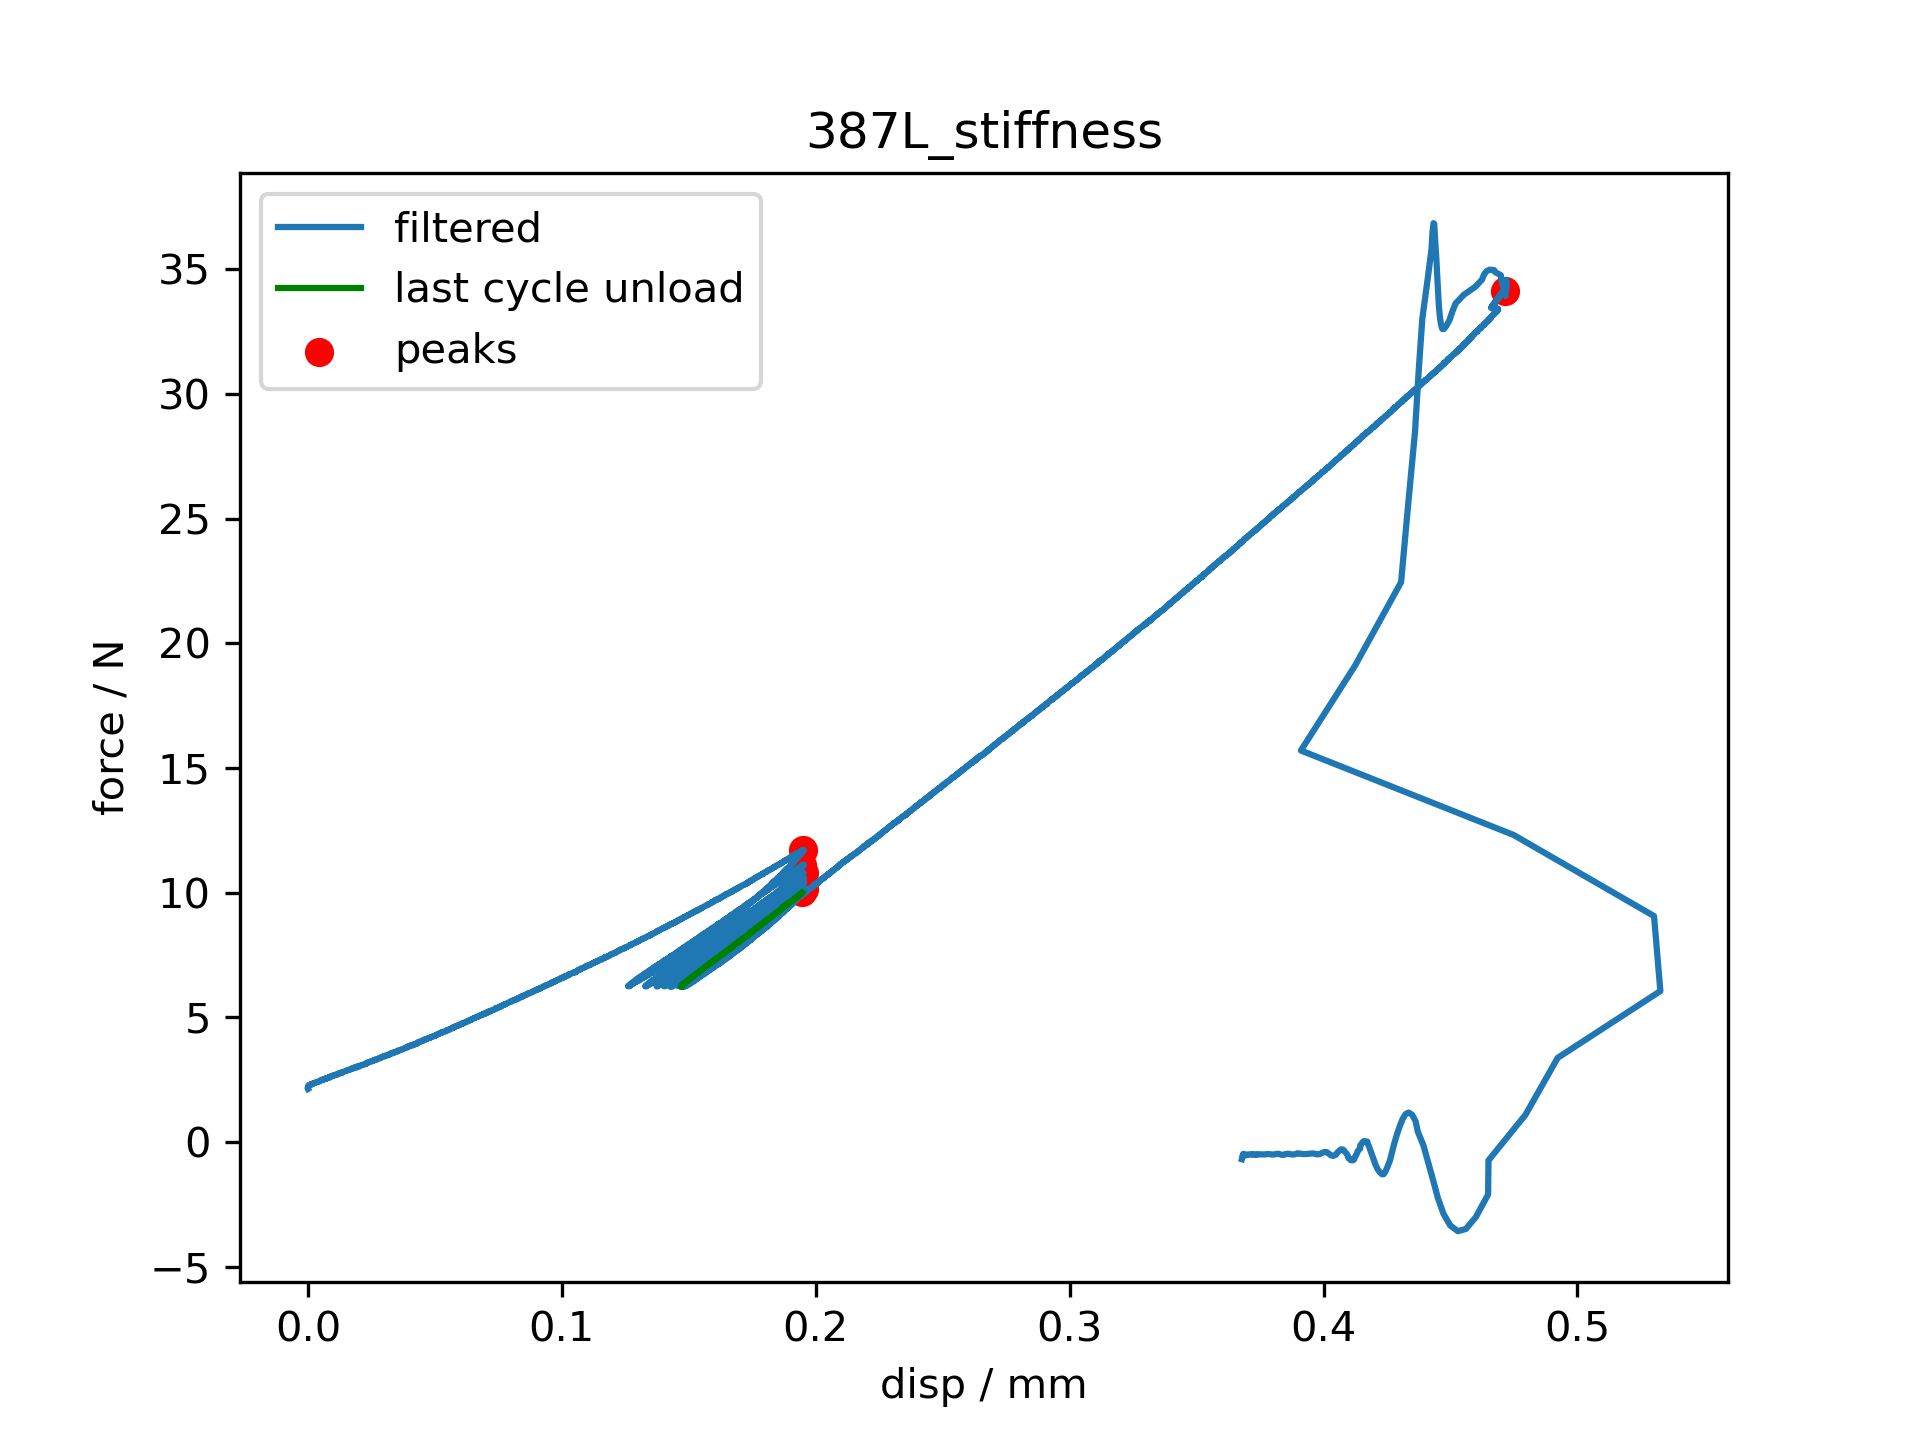 387L_stiffness
filtered
last cycle unload
peaks
35
30
25
20
15
10
5
0
−5
force / N
0.0 0.1 0.2 0.3 0.4 0.5
disp / mm